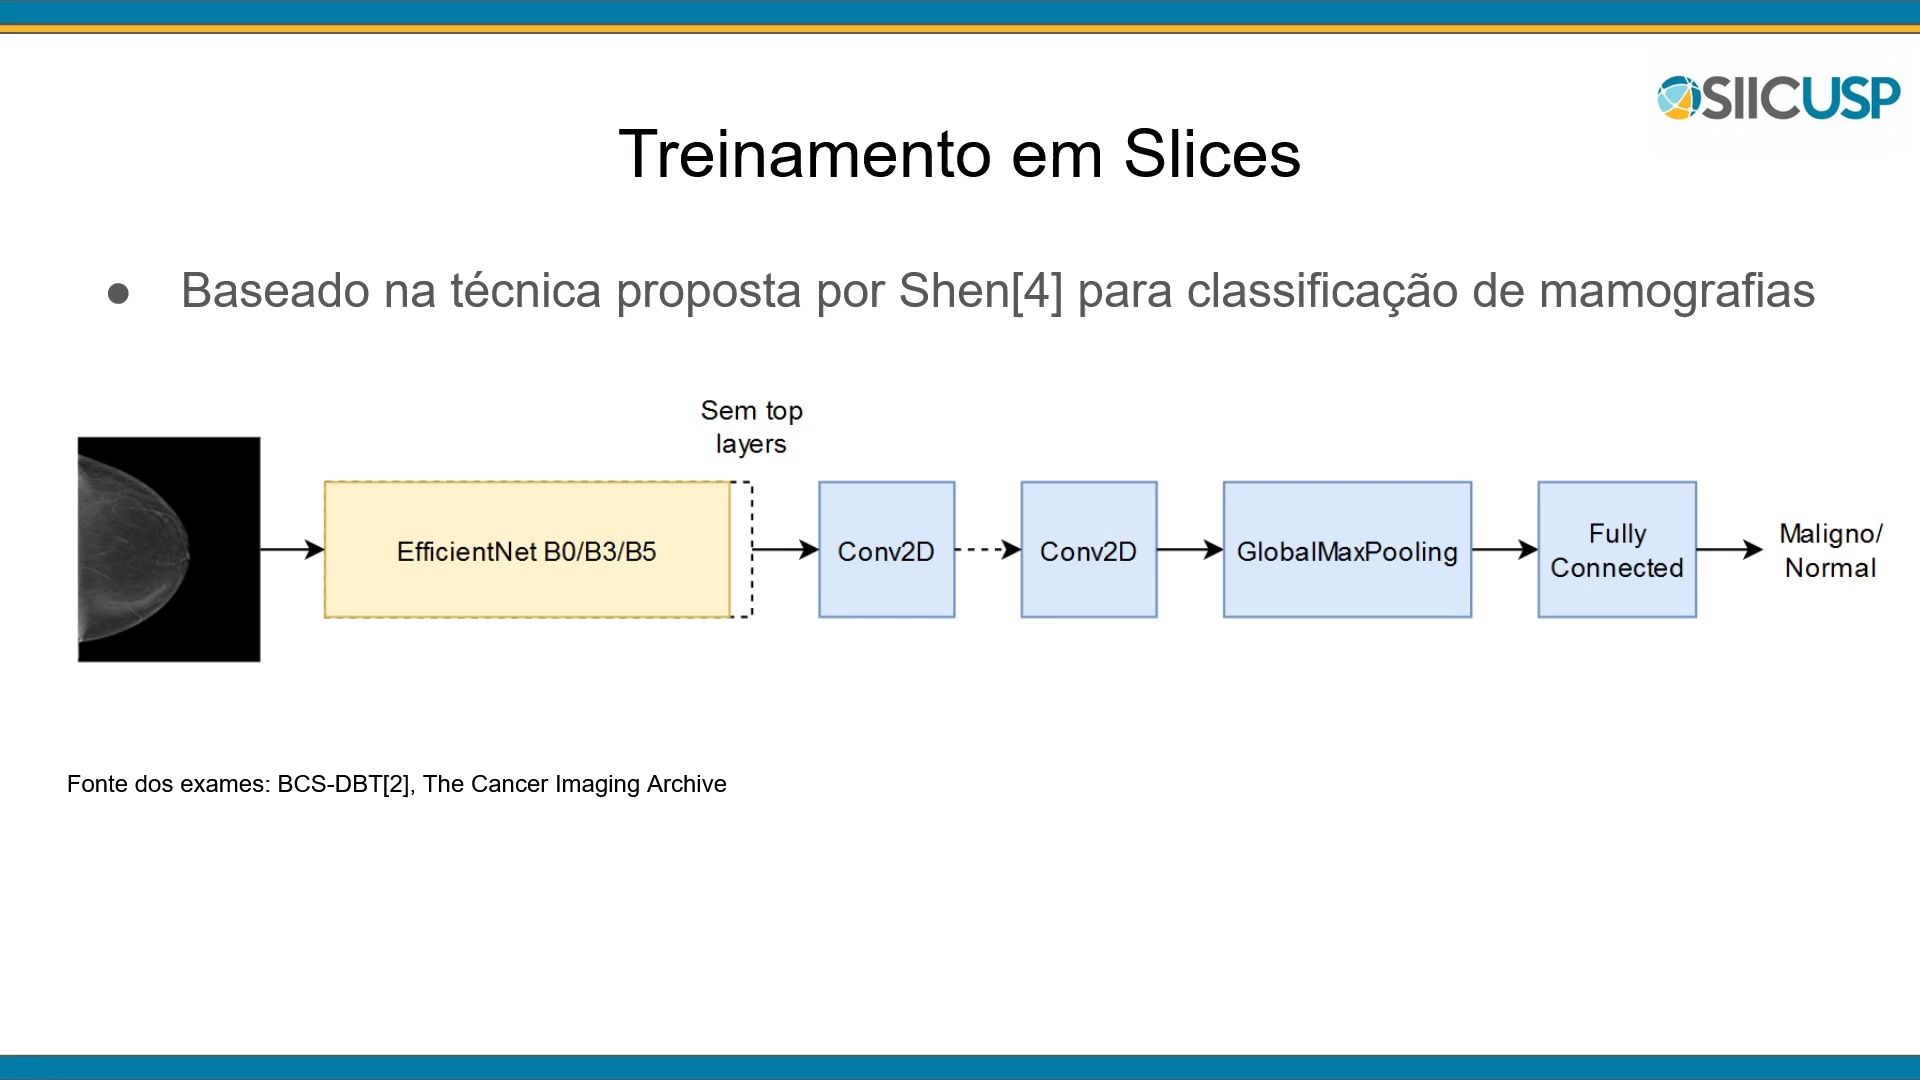 SIICUSP
Treinamento em Slices
● Baseado na técnica proposta por Shen[4] para classificação de mamografias
Sem top
layers
EfficientNet B0/B3/B5
Conv2D
Conv2D
GlobalMaxPooling
Fully
Connected
Maligno/
Normal
Fonte dos exames: BCS-DBT[2], The Cancer Imaging Archive